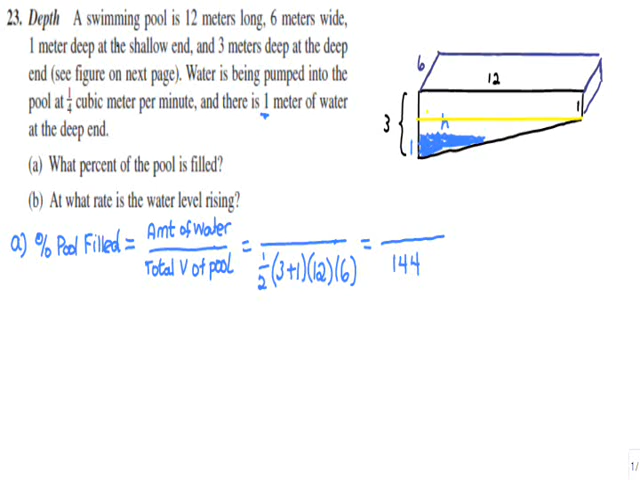 23. Depth A swimming pool is 12 meters long, 6 meters wide,
1 meter deep at the shallow end, and 3 meters deep at the deep
end (see figure on next page). Water is being pumped into the
pool at 1/4 cubic meter per minute, and there is 1 meter of water
at the deep end.
(a) What percent of the pool is filled?
(b) At what rate is the water level rising?
6
12
1
3
h
1
a) % Pool Filled = Amt of Water / Total V of pool = / 1/2 (3+1)(12)(6) = / 144
1/